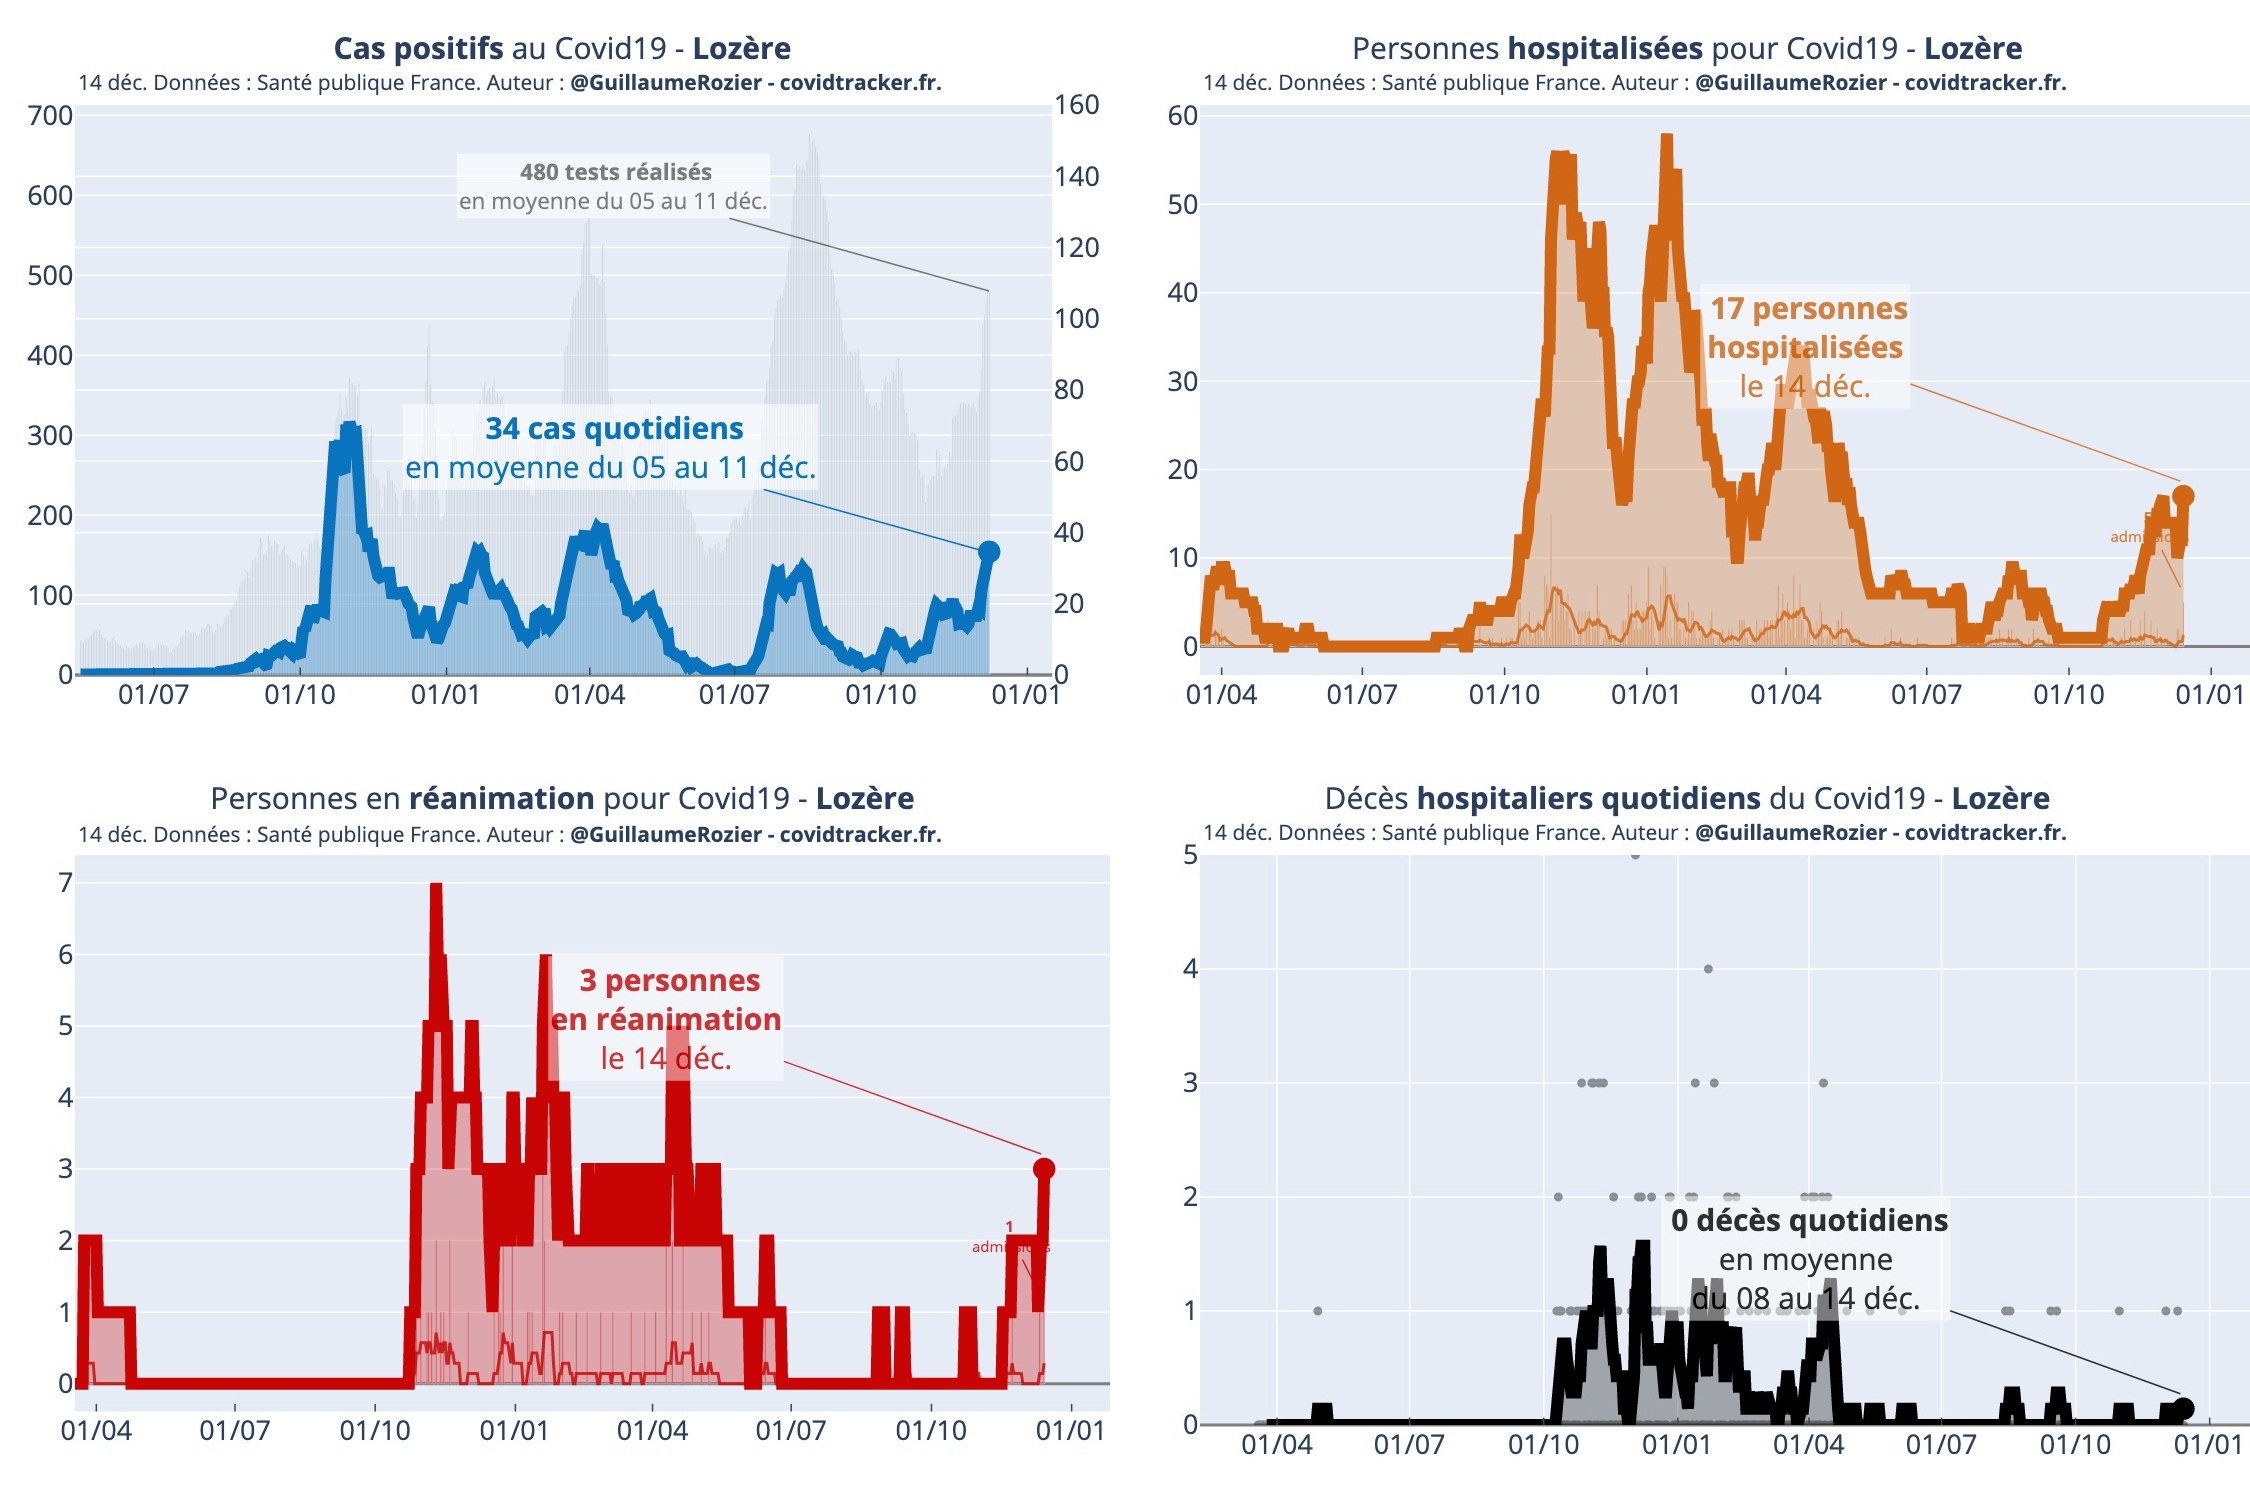 Cas positifs au Covid19 - Lozère
14 déc. Données : Santé publique France. Auteur : @GuillaumeRozier - covidtracker.fr.
700
600
500
400
300
200
100
0
160
140
120
100
80
60
40
20
0
480 tests réalisés
en moyenne du 05 au 11 déc.
34 cas quotidiens
en moyenne du 05 au 11 déc.
01/07 01/10 01/01 01/04 01/07 01/10 01/01
Personnes hospitalisées pour Covid19 - Lozère
14 déc. Données : Santé publique France. Auteur : @GuillaumeRozier - covidtracker.fr.
60
50
40
30
20
10
0
17 personnes
hospitalisées
le 14 déc.
01/04 01/07 01/10 01/01 01/04 01/07 01/10 01/01
Personnes en réanimation pour Covid19 - Lozère
14 déc. Données : Santé publique France. Auteur : @GuillaumeRozier - covidtracker.fr.
7
6
5
4
3
2
1
0
3 personnes
en réanimation
le 14 déc.
1
admissions
01/04 01/07 01/10 01/01 01/04 01/07 01/10 01/01
Décès hospitaliers quotidiens du Covid19 - Lozère
14 déc. Données : Santé publique France. Auteur : @GuillaumeRozier - covidtracker.fr.
5
4
3
2
1
0
0 décès quotidiens
en moyenne
du 08 au 14 déc.
01/04 01/07 01/10 01/01 01/04 01/07 01/10 01/01